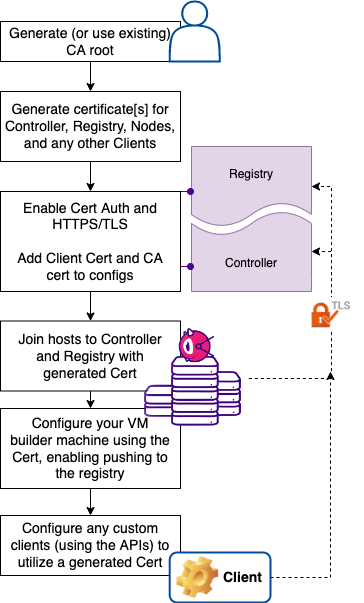 Generate (or use existing)
CA root
Generate certificate[s] for
Controller, Registry, Nodes,
and any other Clients
Enable Cert Auth and
HTTPS/TLS
Add Client Cert and CA
cert to configs
Registry
Controller
TLS
Join hosts to Controller
and Registry with
generated Cert
Configure your VM
builder machine using the
Cert, enabling pushing to
the registry
Configure any custom
clients (using the APIs) to
utilize a generated Cert
Client